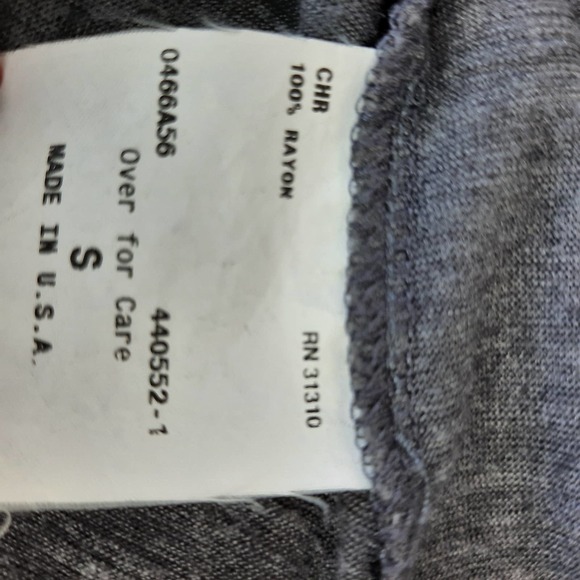 CHR
100% RAYON RN 31310
0466A56 440552-1
Over for Care
S
MADE IN U.S.A.